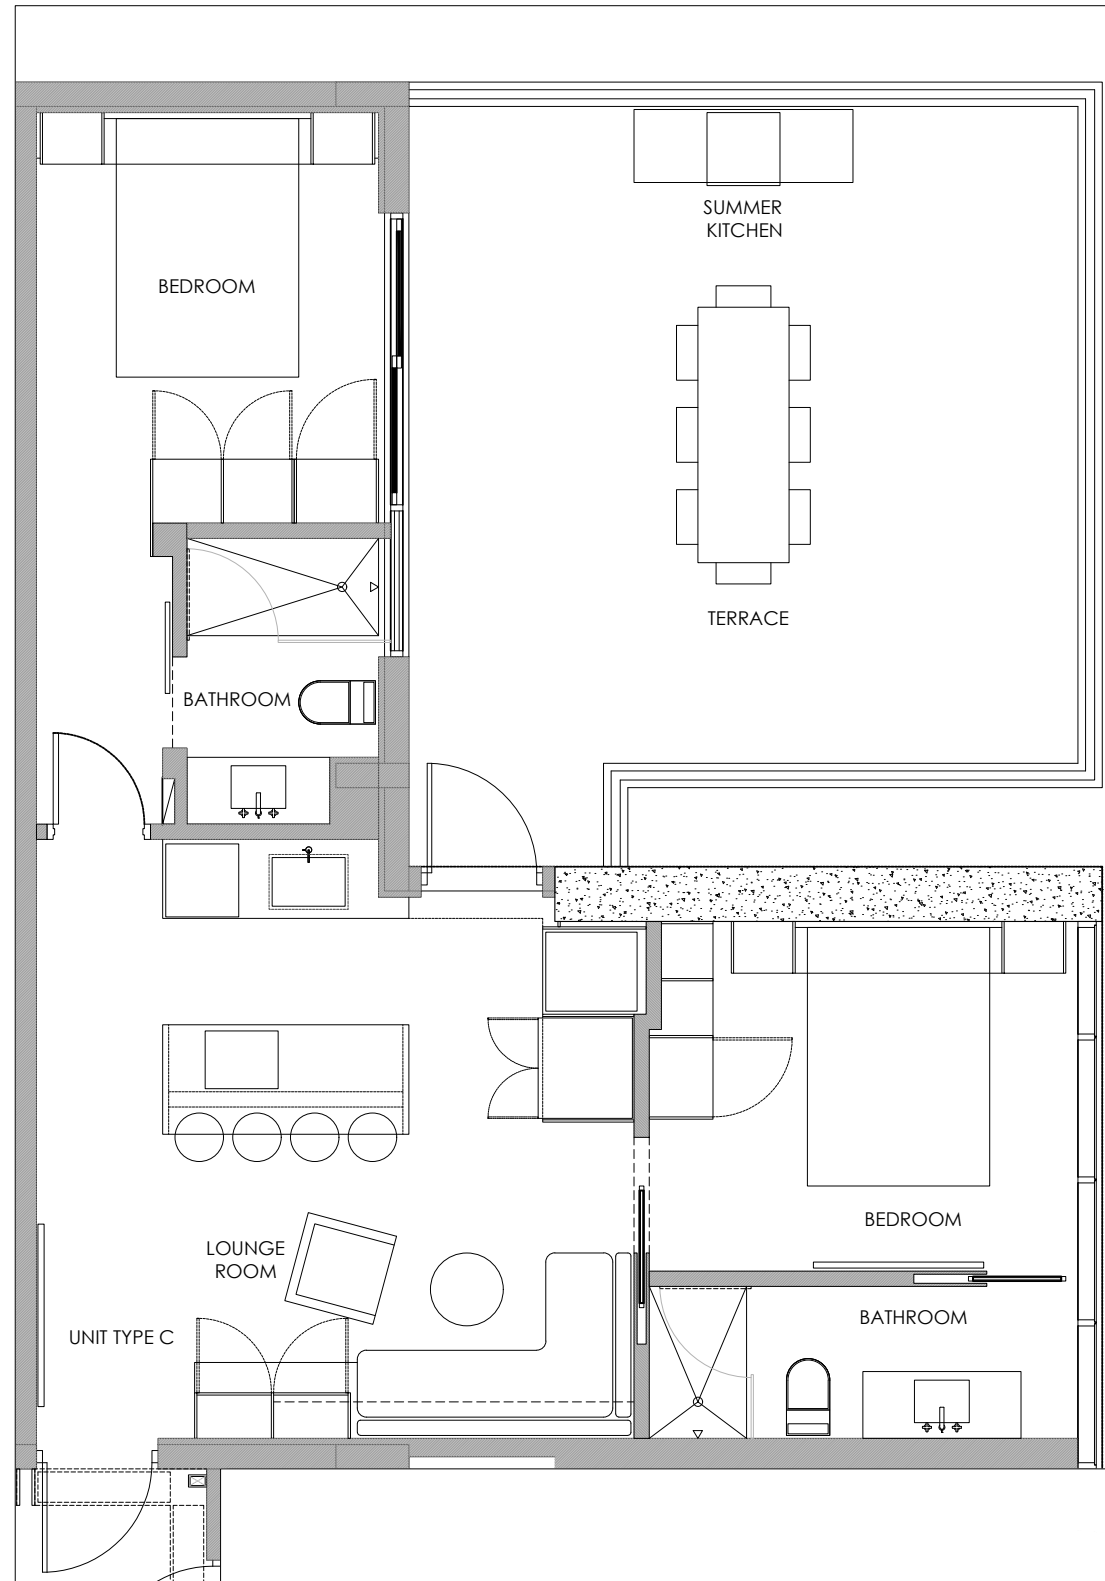 SUMMER
KITCHEN
BEDROOM
TERRACE
BATHROOM
BEDROOM
LOUNGE
ROOM
BATHROOM
UNIT TYPE C